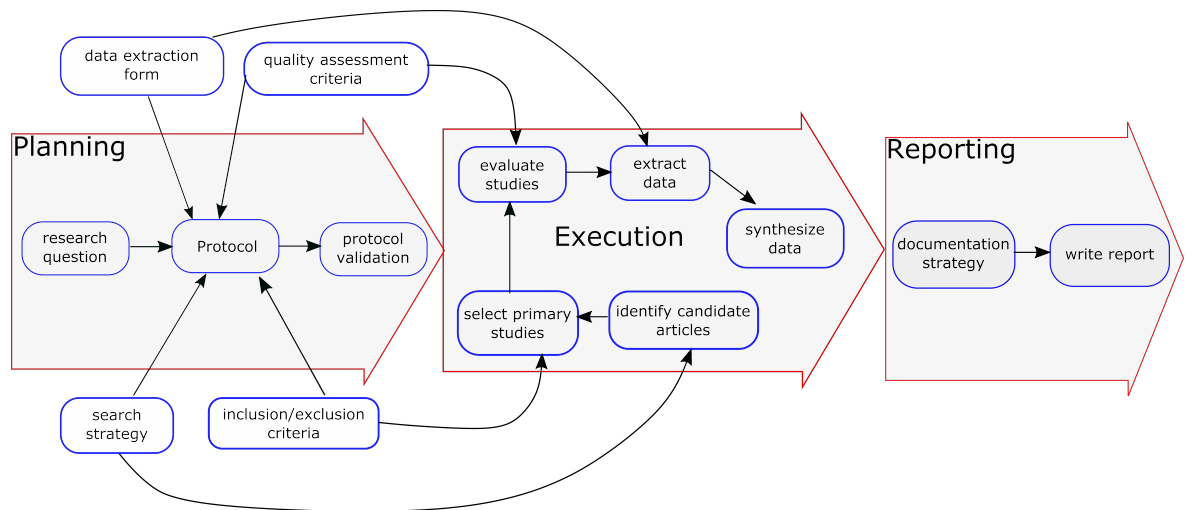 data extraction
form
quality assessment
criteria
Planning
research
question
Protocol
protocol
validation
search
strategy
inclusion/exclusion
criteria
evaluate
studies
extract
data
Execution
synthesize
data
select primary
studies
identify candidate
articles
Reporting
documentation
strategy
write report